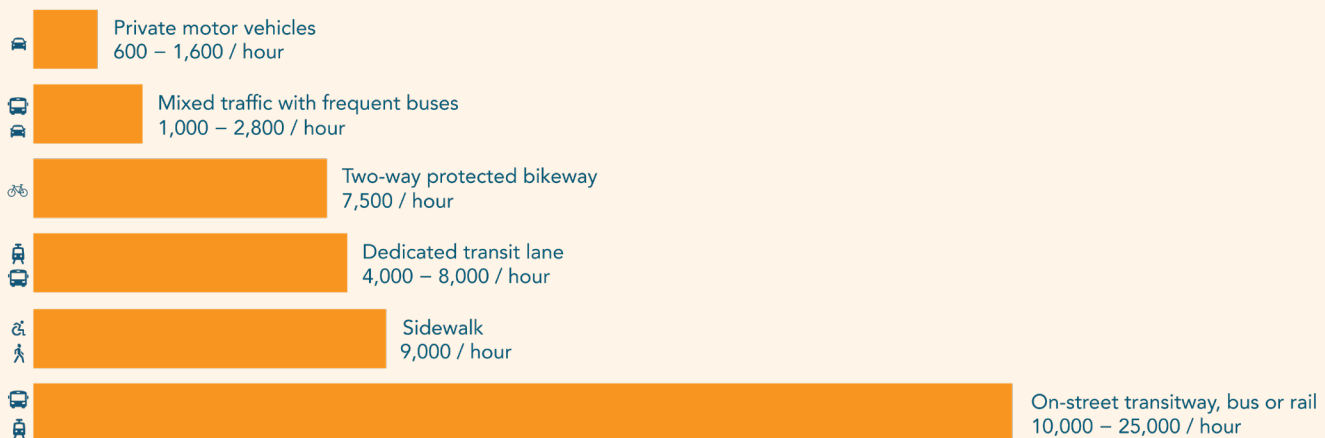 Private motor vehicles
600 – 1,600 / hour
Mixed traffic with frequent buses
1,000 – 2,800 / hour
Two-way protected bikeway
7,500 / hour
Dedicated transit lane
4,000 – 8,000 / hour
Sidewalk
9,000 / hour
On-street transitway, bus or rail
10,000 – 25,000 / hour